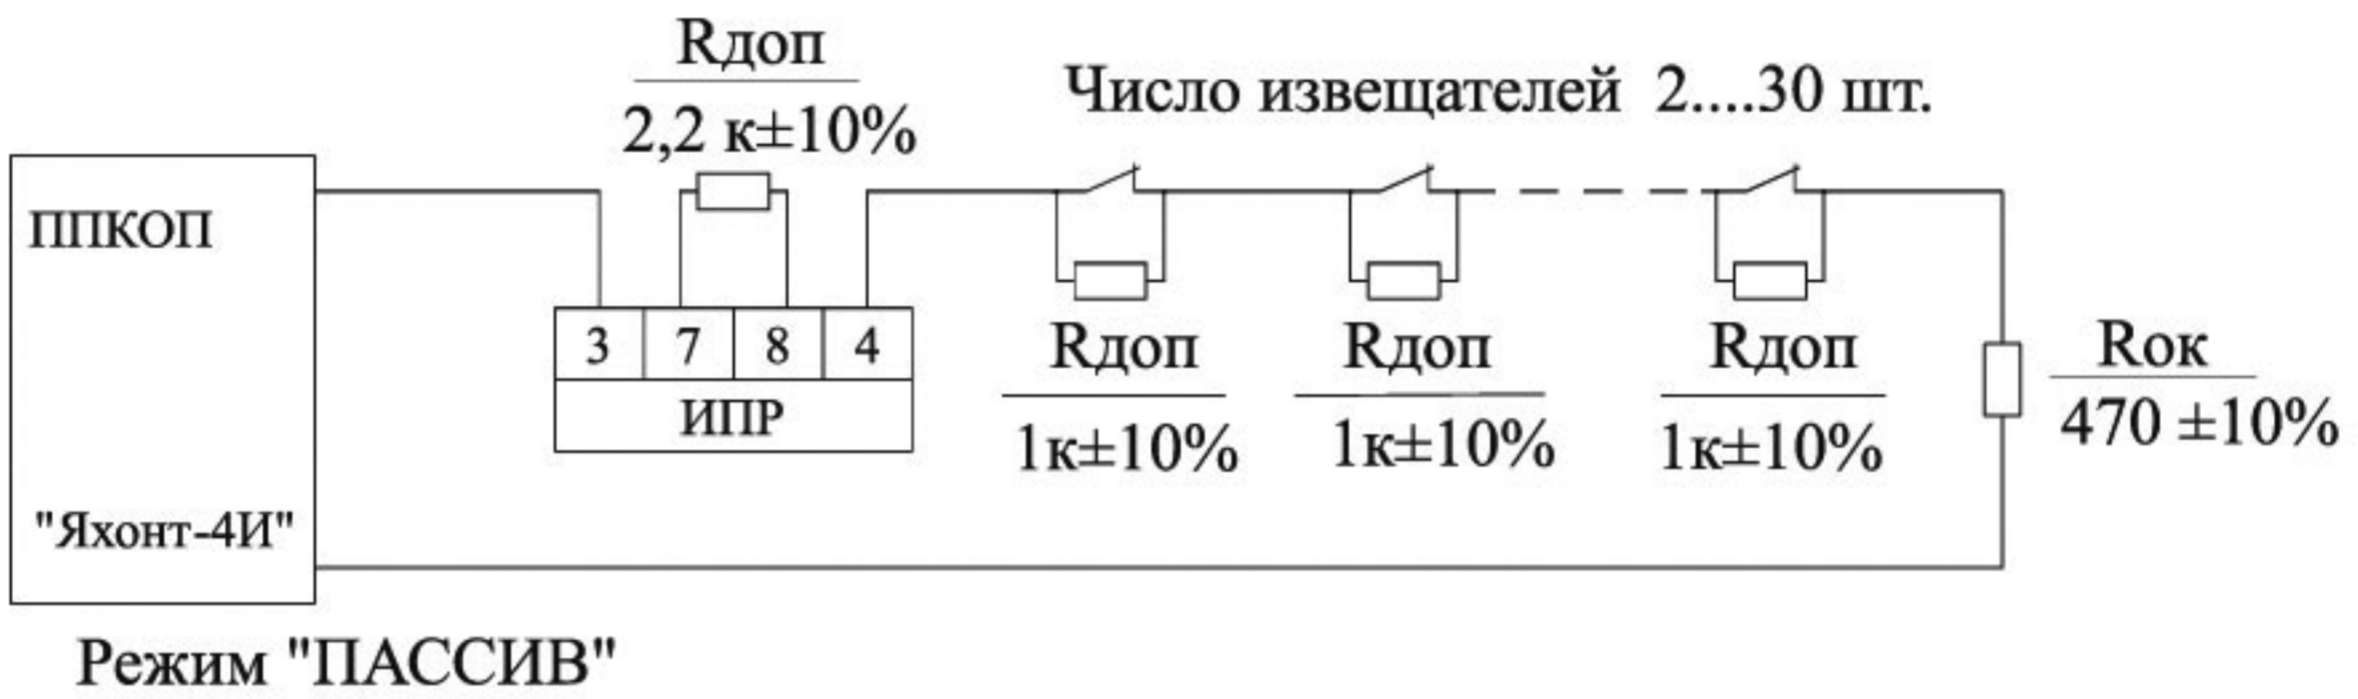 Rдоп
2,2 к±10%
Число извещателей 2....30 шт.
ППКОП
"Яхонт-4И"
3 7 8 4
ИПР
Rдоп
1к±10%
Rдоп
1к±10%
Rдоп
1к±10%
Rок
470 ±10%
Режим "ПАССИВ"